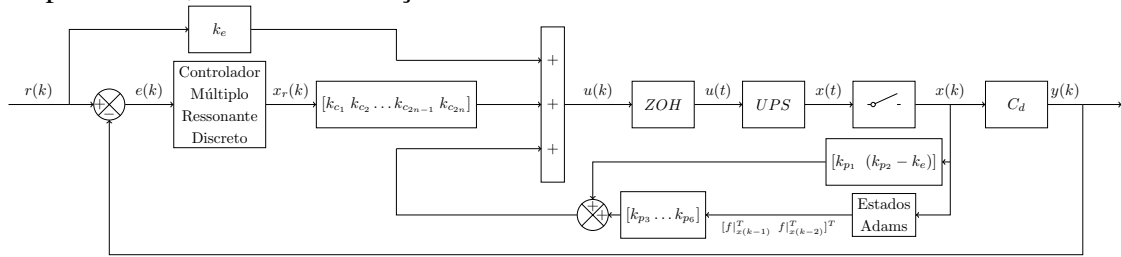 k_e
r(k)
+
−
e(k)
Controlador
Múltiplo
Ressonante
Discreto
x_r(k)
[k_{c_1} k_{c_2} … k_{c_{2n−1}} k_{c_{2n}}]
+
+
+
u(k)
ZOH
u(t)
UPS
x(t)
x(k)
C_d
y(k)
[k_{p_1} (k_{p_2} − k_e)]
+
+
[k_{p_3} … k_{p_6}]
[f|^T_{x(k−1)} f|^T_{x(k−2)}]^T
Estados
Adams